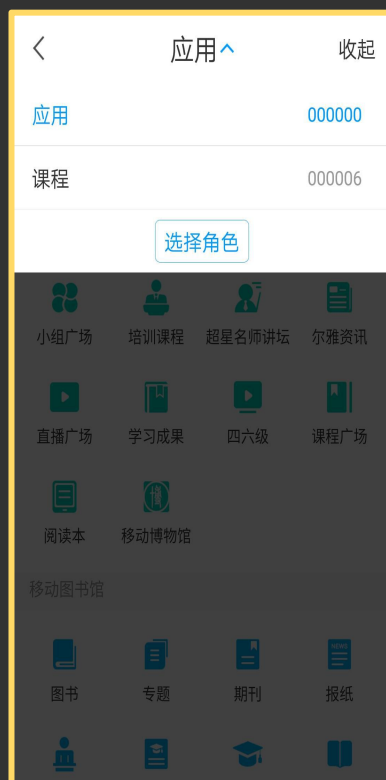 应用 收起
应用 000000
课程 000006
选择角色
小组广场 培训课程 超星名师讲坛 尔雅资讯
直播广场 学习成果 四六级 课程广场
阅读本 移动博物馆
移动图书馆
NEWS
图书 专题 期刊 报纸